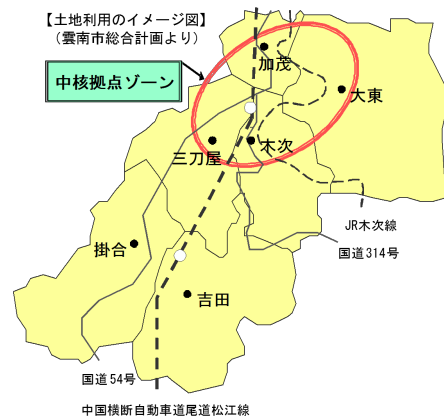 【土地利用のイメージ図】
（雲南市総合計画より）
中核拠点ゾーン
加茂
大東
三刀屋
木次
JR木次線
国道314号
掛合
吉田
国道54号
中国横断自動車道尾道松江線